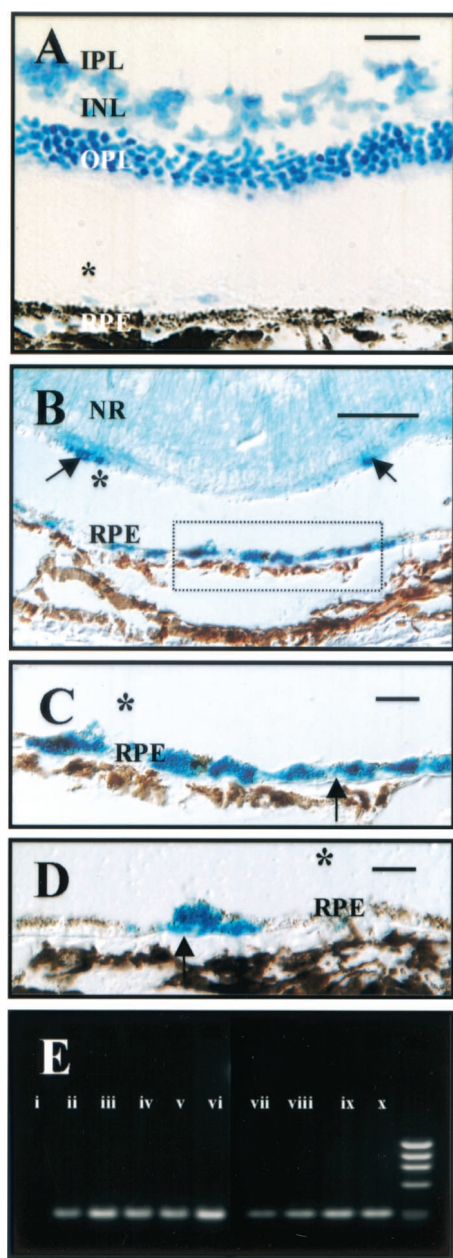 A
IPL
INL
OPL
*
RPE
B
NR
*
RPE
C
*
RPE
D
*
RPE
E
i ii iii iv v vi vii viii ix x